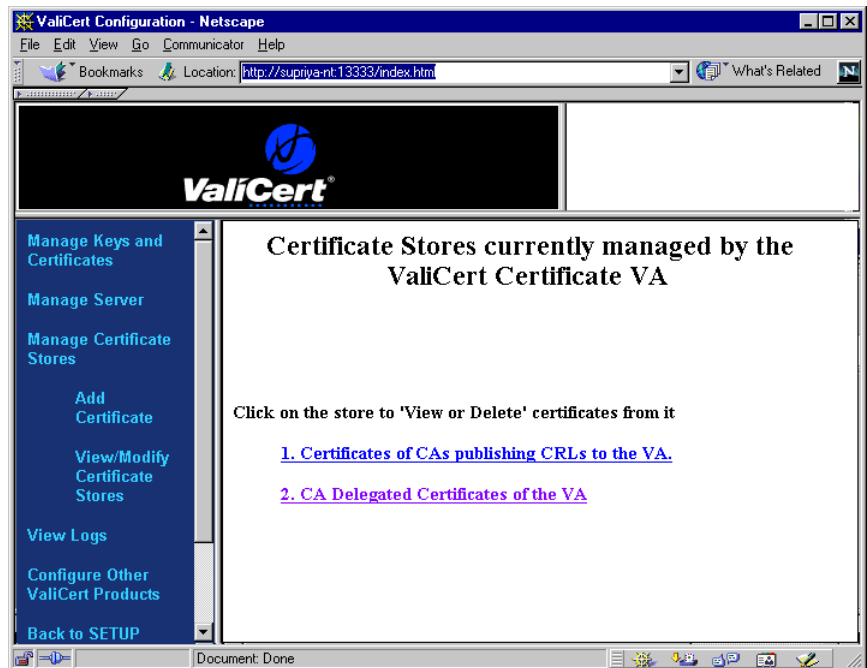 ValiCert Configuration - Netscape
File Edit View Go Communicator Help
Bookmarks Location: http://supriya-nt:13333/index.html What's Related N
ValiCert®
Manage Keys and
Certificates
Manage Server
Manage Certificate
Stores
Add
Certificate
View/Modify
Certificate
Stores
View Logs
Configure Other
ValiCert Products
Back to SETUP
Certificate Stores currently managed by the
ValiCert Certificate VA
Click on the store to 'View or Delete' certificates from it
1. Certificates of CAs publishing CRLs to the VA.
2. CA Delegated Certificates of the VA
Document: Done